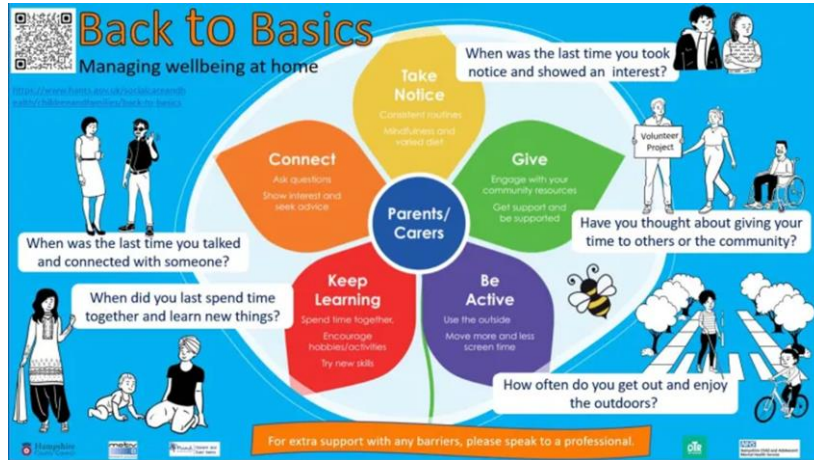 Back to Basics
Managing wellbeing at home
When was the last time you took
notice and showed an interest?
Take
Notice
Consistent routines
Mindfulness and
varied diet
Connect
Ask questions
Show interest and
seek advice
Give
Engage with your
community resources
Get support and
be supported
Volunteer
Project
Parents/
Carers
When was the last time you talked
and connected with someone?
Have you thought about giving your
time to others or the community?
Keep
Learning
Spend time together,
Encourage
hobbies/activities
Try new skills
Be
Active
Use the outside
Move more and less
screen time
When did you last spend time
together and learn new things?
How often do you get out and enjoy
the outdoors?
For extra support with any barriers, please speak to a professional.
Hampshire
NHS